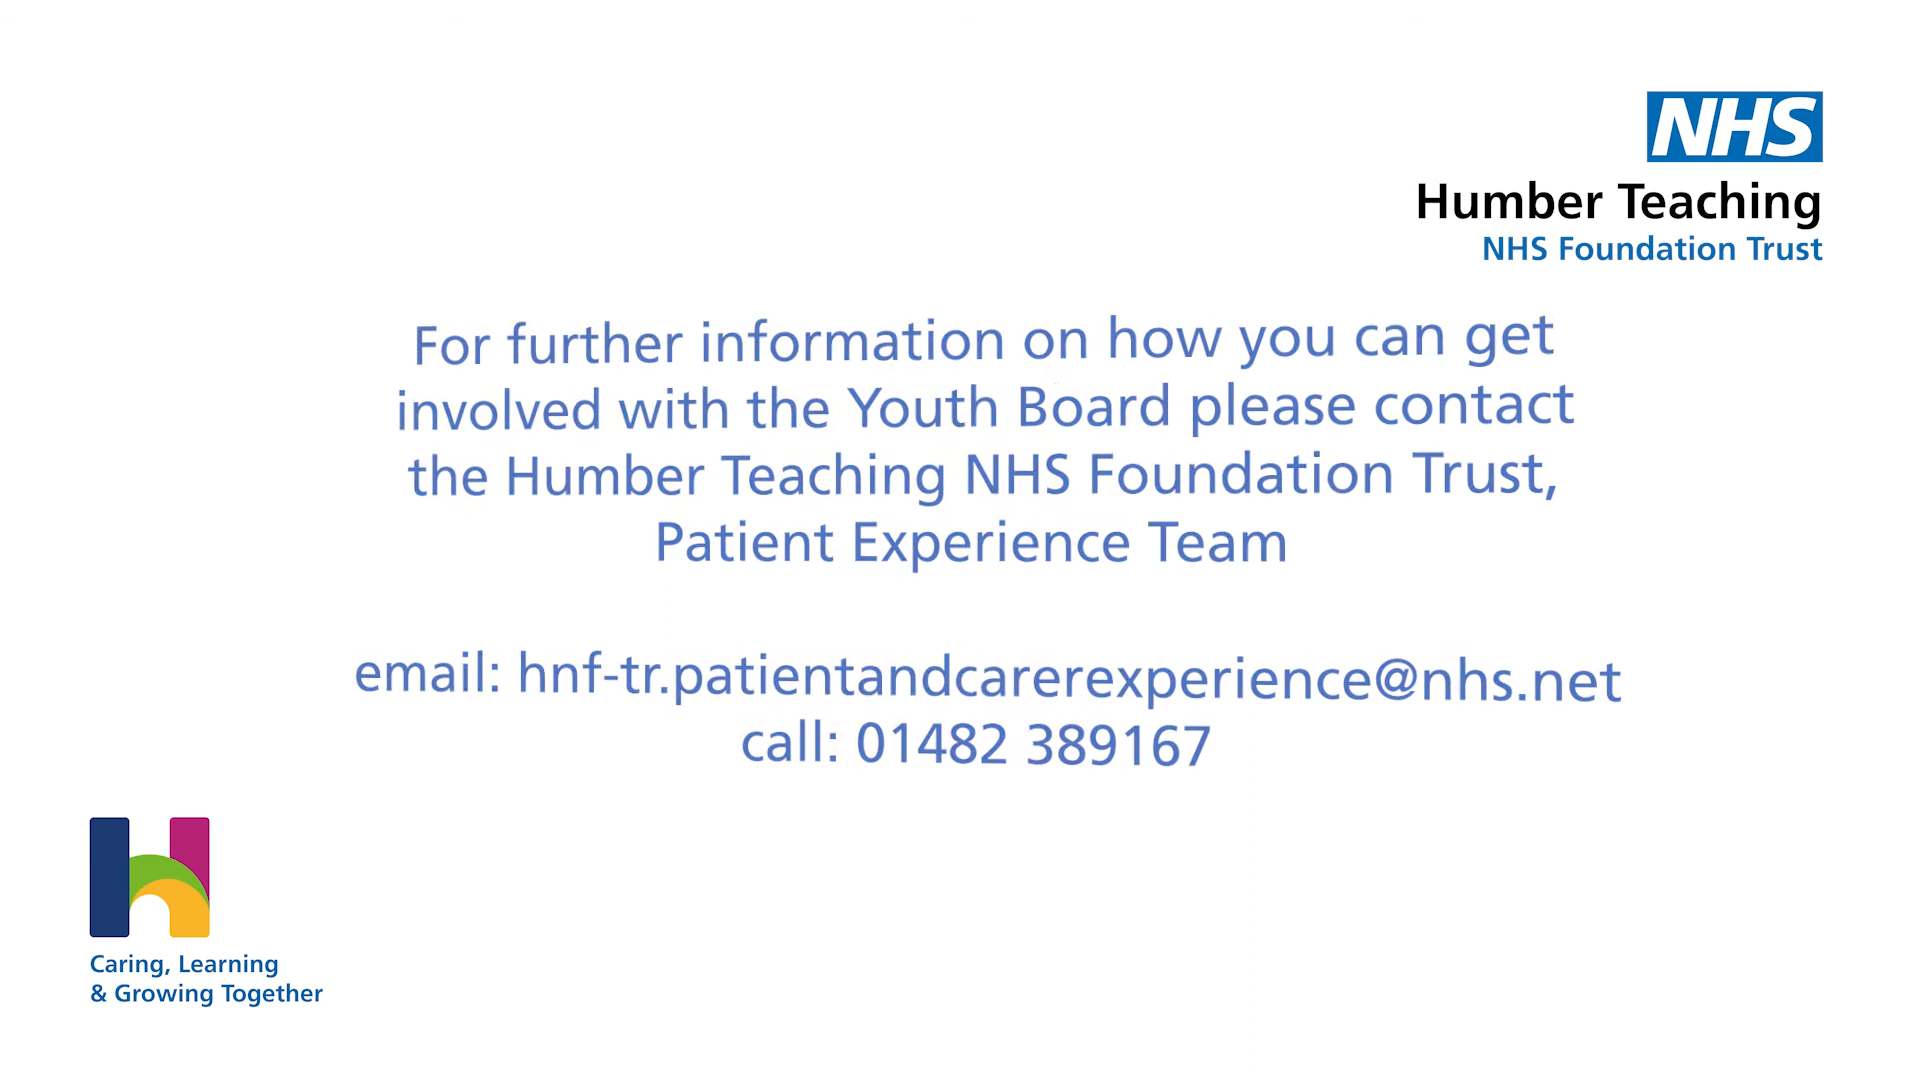 NHS
Humber Teaching
NHS Foundation Trust
For further information on how you can get
involved with the Youth Board please contact
the Humber Teaching NHS Foundation Trust,
Patient Experience Team
email: hnf-tr.patientandcarerexperience@nhs.net
call: 01482 389167
Caring, Learning
& Growing Together